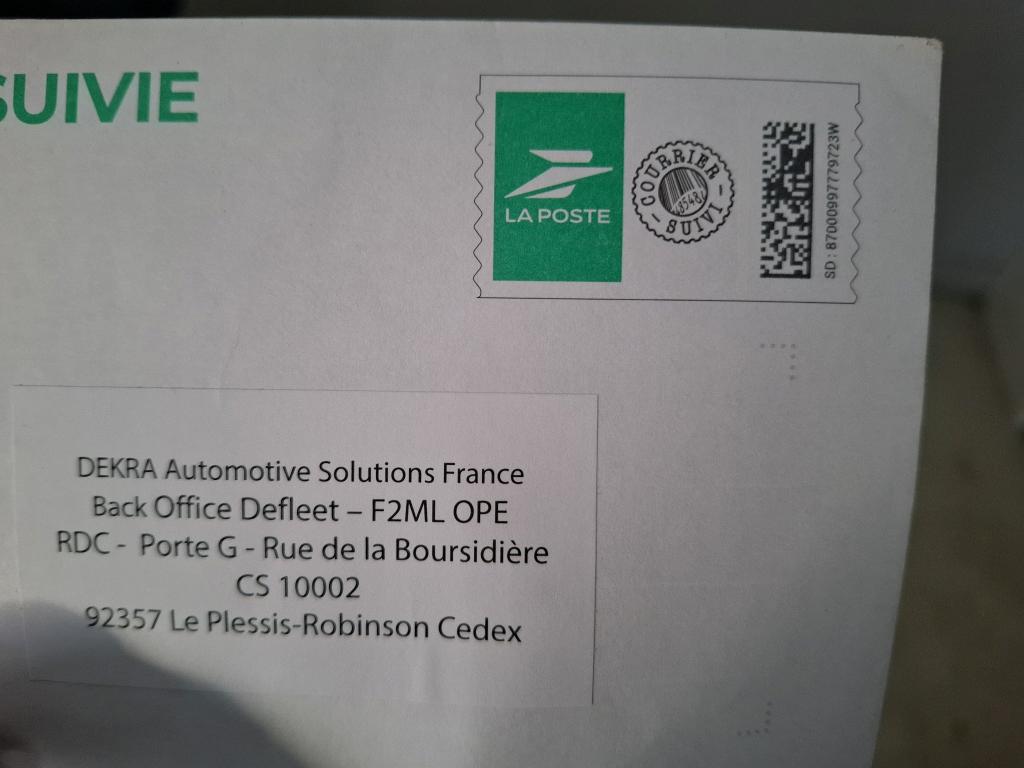 SUIVIE
LA POSTE
COURRIER
SUIVI
SD : 87000997779723W
DEKRA Automotive Solutions France
Back Office Defleet – F2ML OPE
RDC - Porte G - Rue de la Boursidière
CS 10002
92357 Le Plessis-Robinson Cedex